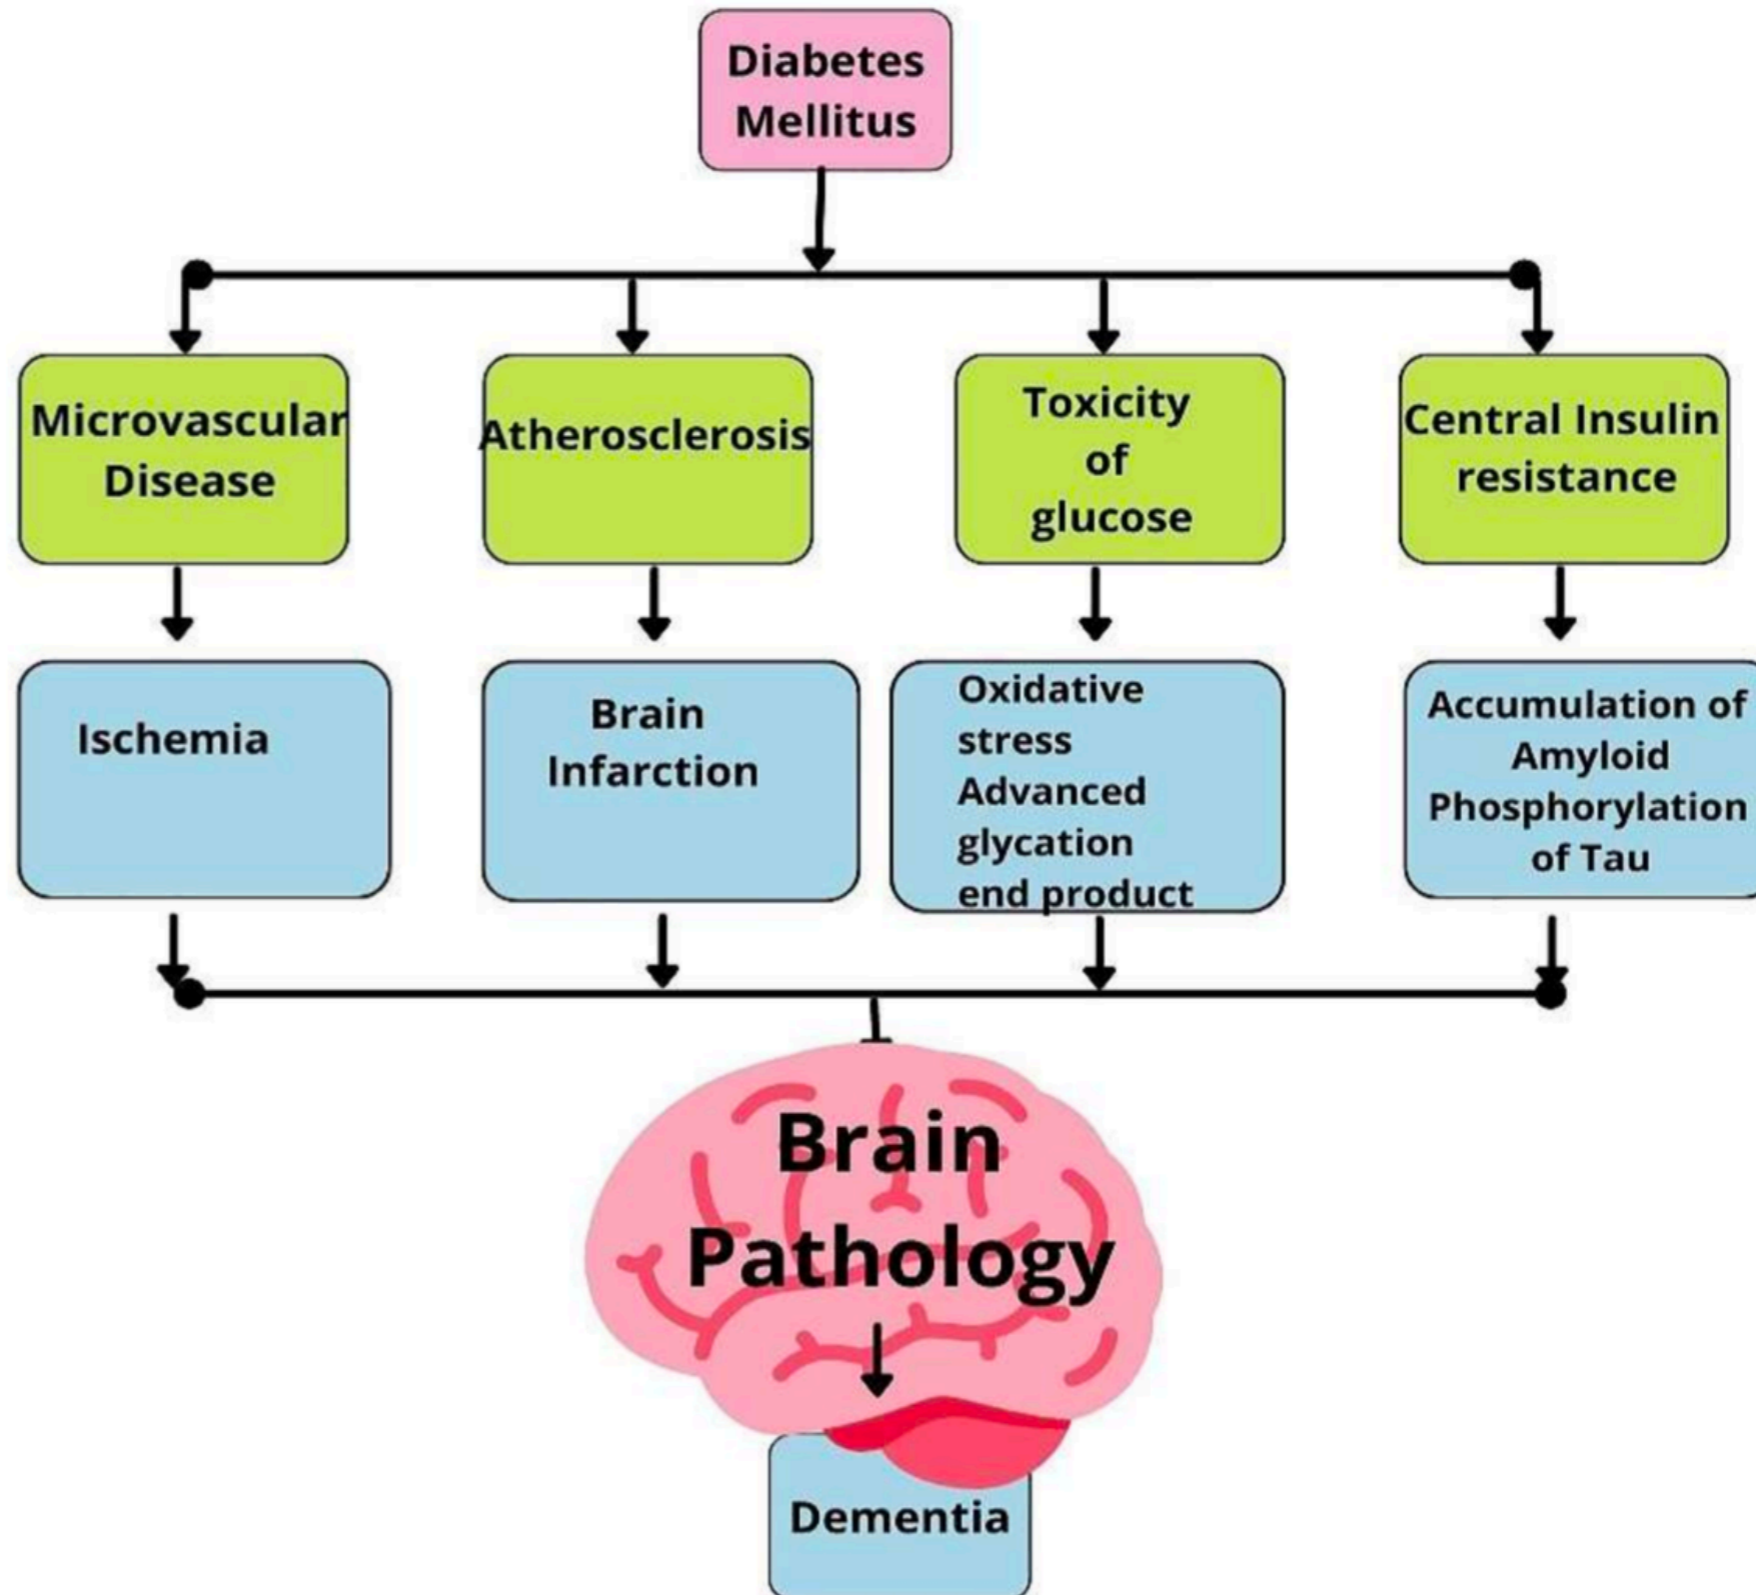 Diabetes
Mellitus
Microvascular
Disease
Atherosclerosis
Toxicity
of
glucose
Central Insulin
resistance
Ischemia
Brain
Infarction
Oxidative
stress
Advanced
glycation
end product
Accumulation of
Amyloid
Phosphorylation
of Tau
Brain
Pathology
Dementia